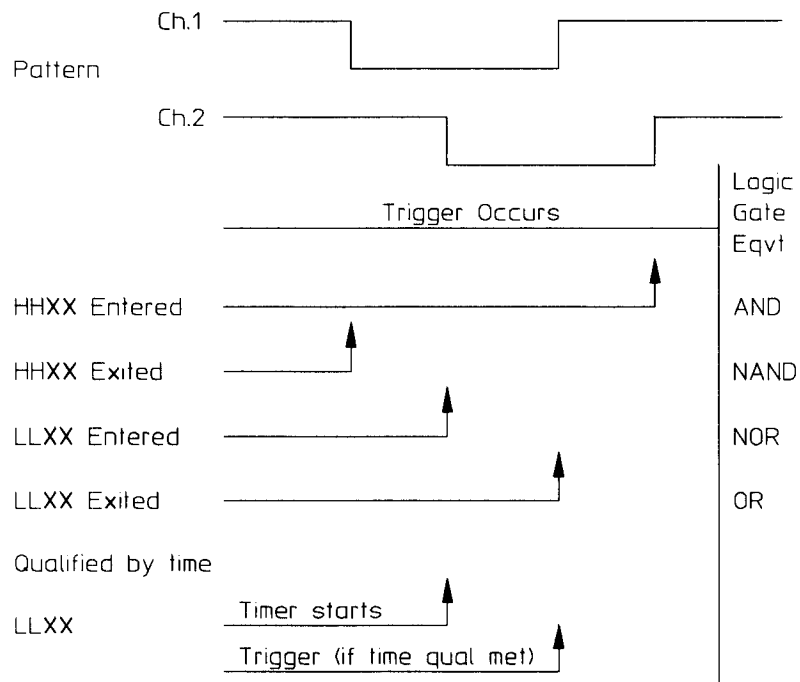 Ch.1
Pattern
Ch.2
Logic
Gate
Eqvt
Trigger Occurs
HHXX Entered
AND
HHXX Exited
NAND
LLXX Entered
NOR
LLXX Exited
OR
Qualified by time
LLXX
Timer starts
Trigger (if time qual met)